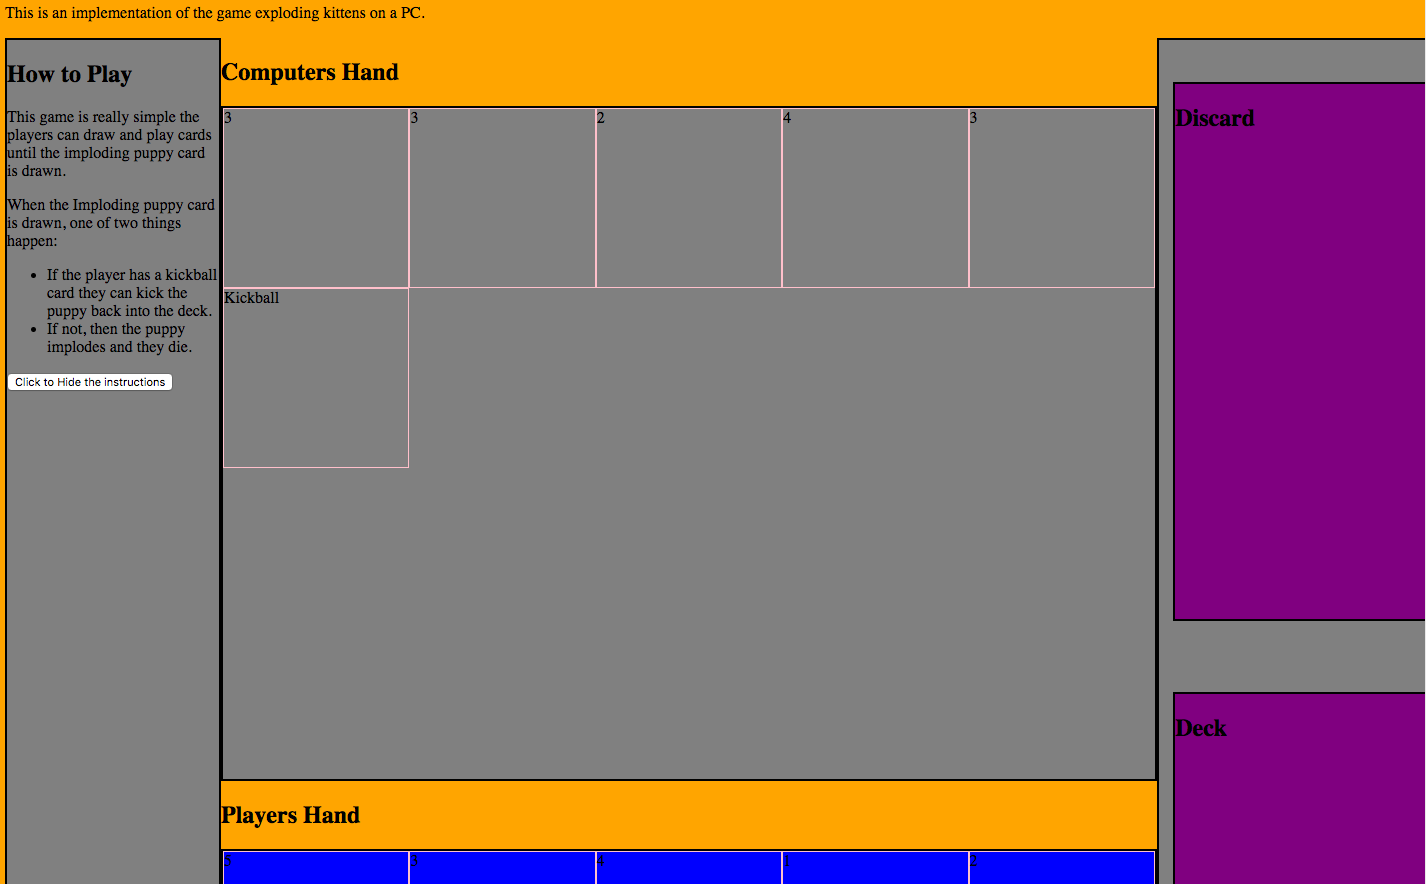 This is an implementation of the game exploding kittens on a PC.
How to Play
This game is really simple the
players can draw and play cards
until the imploding puppy card
is drawn.
When the Imploding puppy card
is drawn, one of two things
happen:
• If the player has a kickball
card they can kick the
puppy back into the deck.
• If not, then the puppy
implodes and they die.
Click to Hide the instructions
Computers Hand
3 3 2 4 3
Kickball
Players Hand
5 3 4 1 2
Discard
Deck